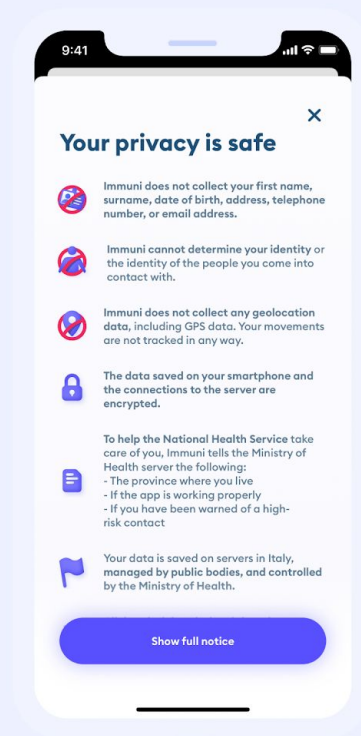 9:41
Your privacy is safe
Immuni does not collect your first name,
surname, date of birth, address, telephone
number, or email address.
Immuni cannot determine your identity or
the identity of the people you come into
contact with.
Immuni does not collect any geolocation
data, including GPS data. Your movements
are not tracked in any way.
The data saved on your smartphone and
the connections to the server are
encrypted.
To help the National Health Service take
care of you, Immuni tells the Ministry of
Health server the following:
- The province where you live
- If the app is working properly
- If you have been warned of a high-
risk contact
Your data is saved on servers in Italy,
managed by public bodies, and controlled
by the Ministry of Health.
Show full notice